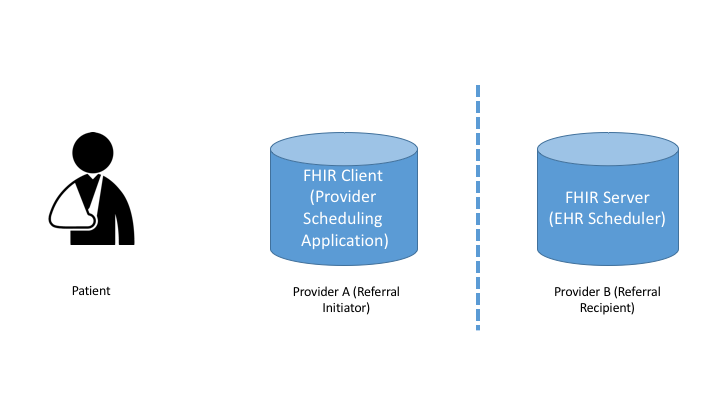 FHIR Client
(Provider
Scheduling
Application)
FHIR Server
(EHR Scheduler)
Patient
Provider A (Referral
Initiator)
Provider B (Referral
Recipient)